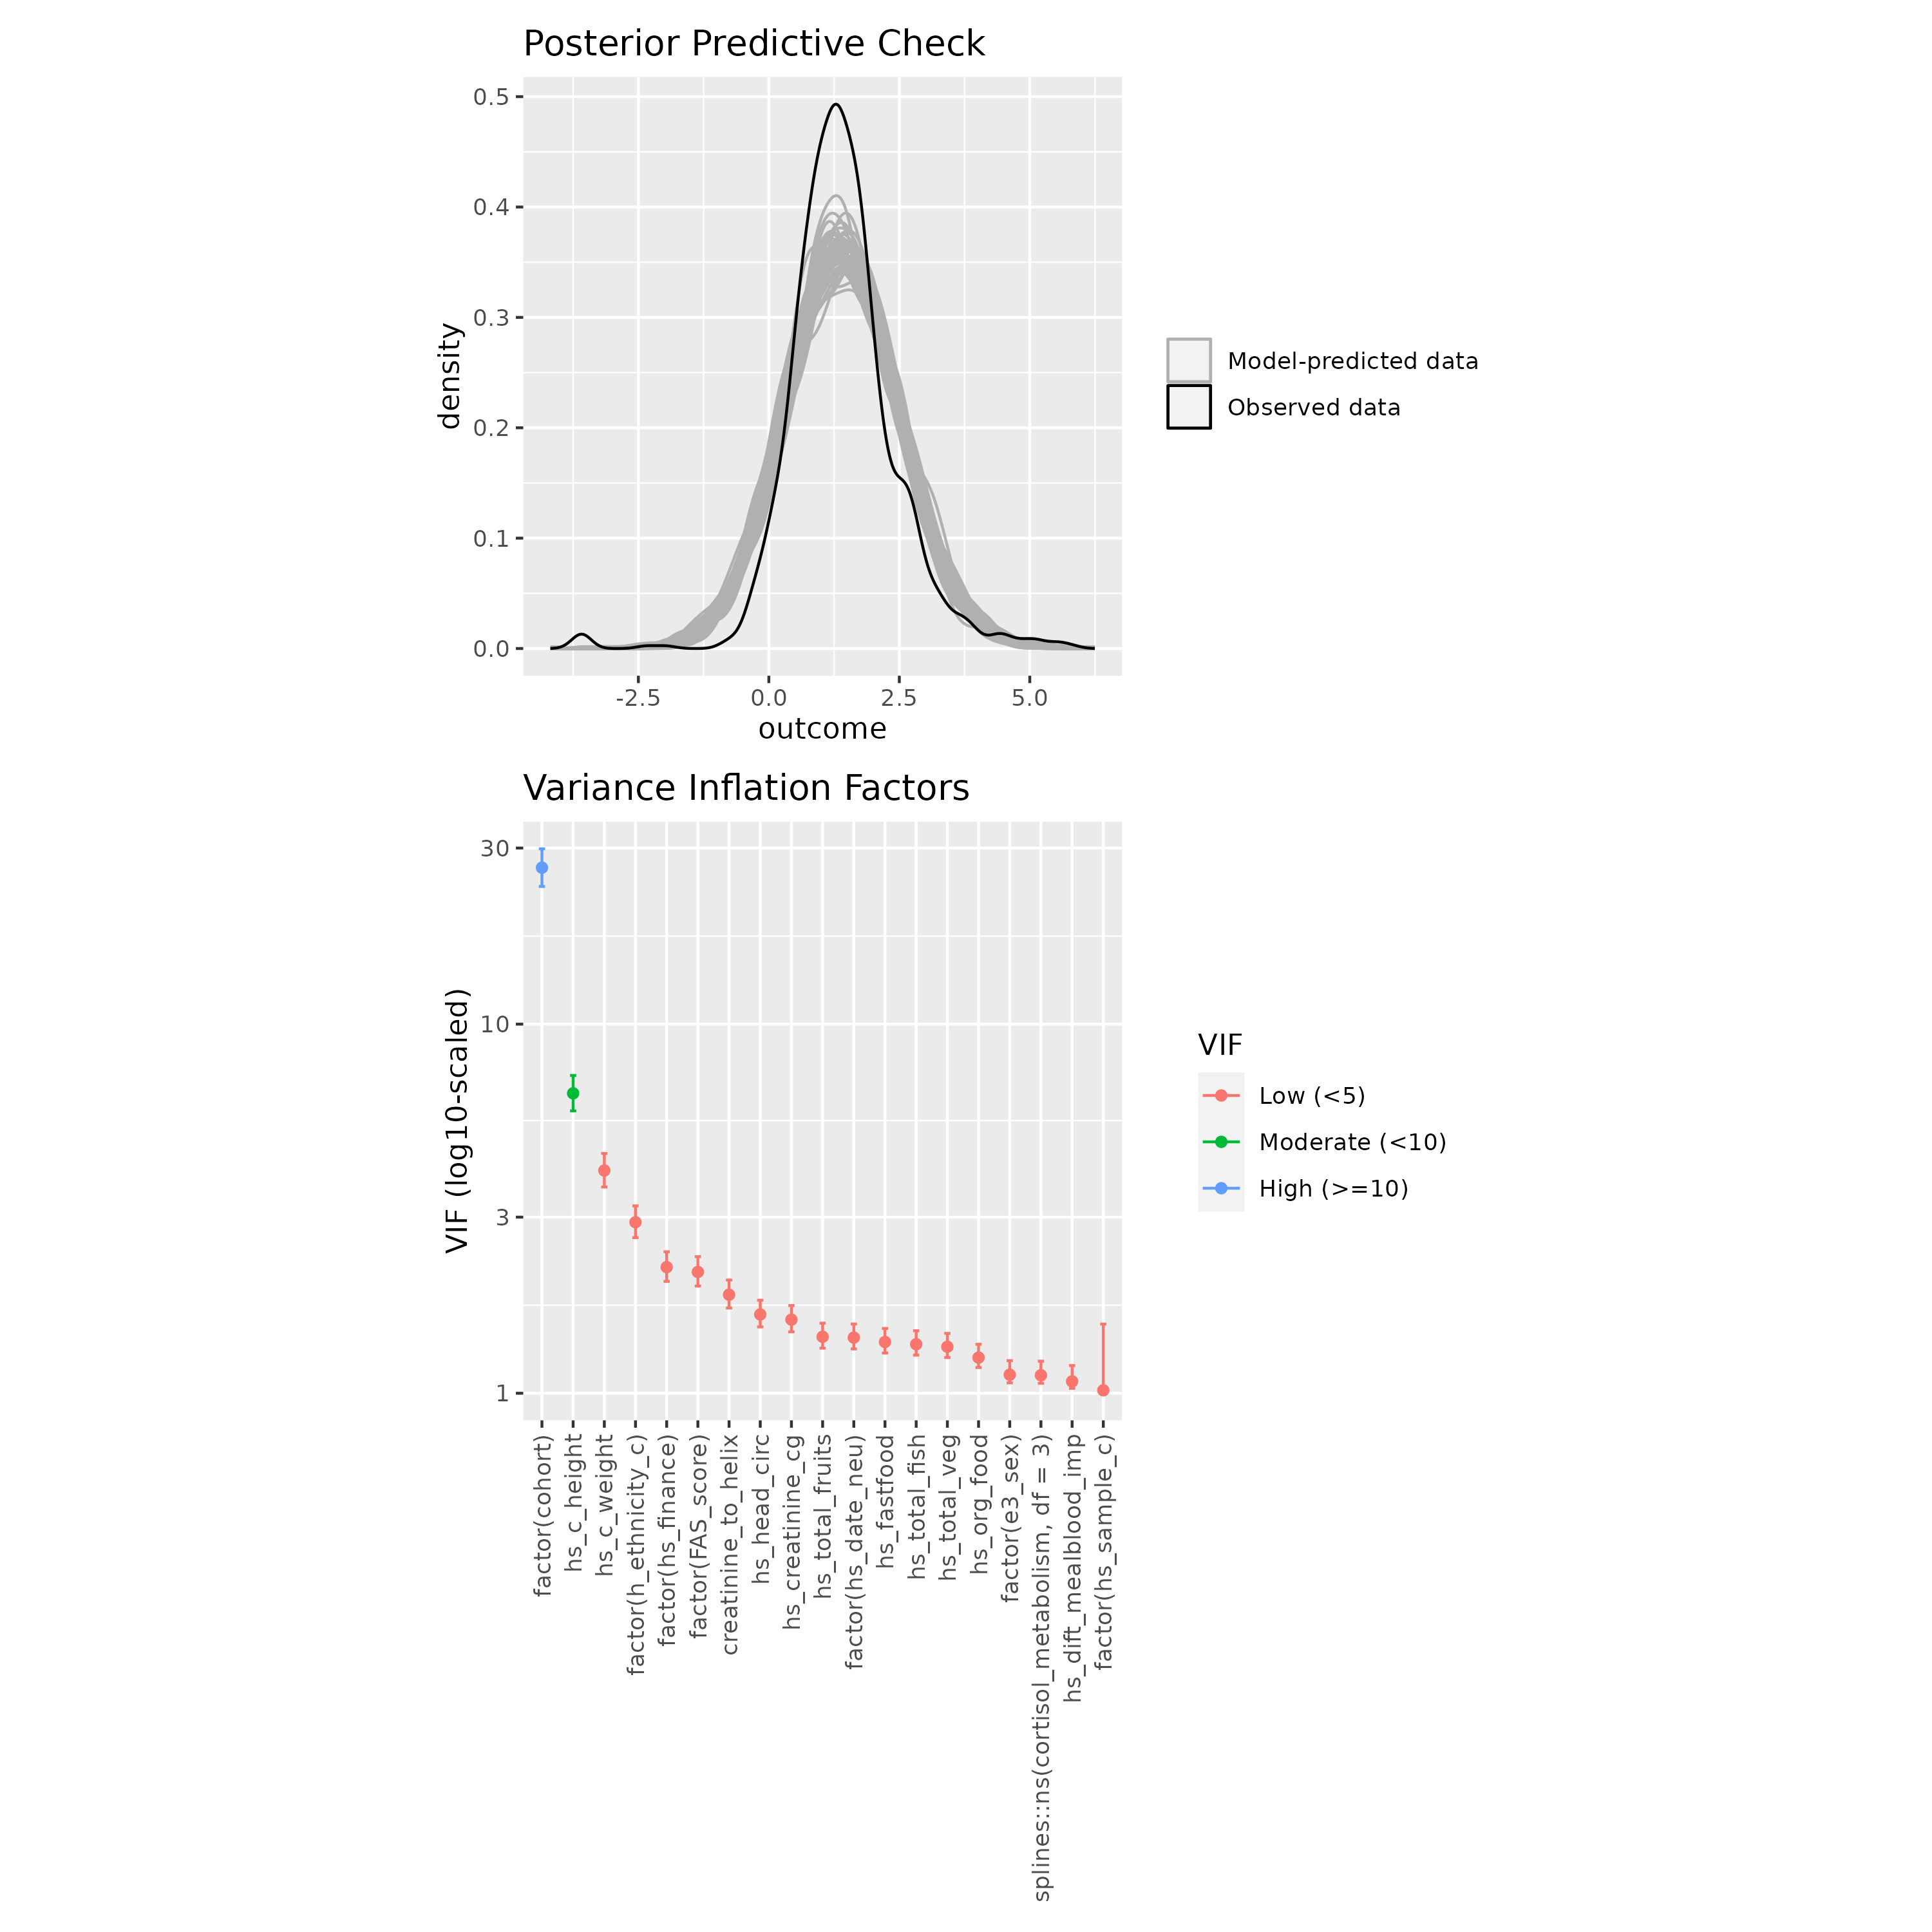 Posterior Predictive Check
0.5
0.4
0.3
0.2
0.1
0.0
density
-2.5 0.0 2.5 5.0
outcome
Model-predicted data
Observed data
Variance Inflation Factors
30
10
3
1
VIF (log10-scaled)
factor(cohort)
hs_c_height
hs_c_weight
factor(h_ethnicity_c)
factor(hs_finance)
factor(FAS_score)
creatinine_to_helix
hs_head_circ
hs_creatinine_cg
hs_total_fruits
factor(hs_date_neu)
hs_fastfood
hs_total_fish
hs_total_veg
hs_org_food
factor(e3_sex)
splines::ns(cortisol_metabolism, df = 3)
hs_dift_mealblood_imp
factor(hs_sample_c)
VIF
Low (<5)
Moderate (<10)
High (>=10)